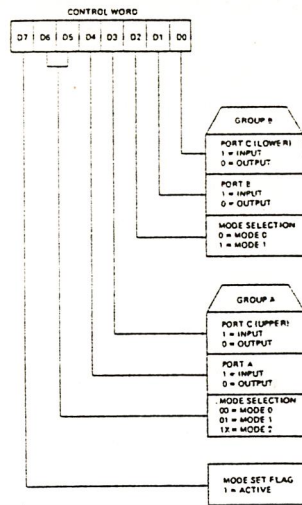 CONTROL WORD
D7 D6 D5 D4 D3 D2 D1 D0
GROUP B
PORT C (LOWER)
1 = INPUT
0 = OUTPUT
PORT B
1 = INPUT
0 = OUTPUT
MODE SELECTION
0 = MODE 0
1 = MODE 1
GROUP A
PORT C (UPPER)
1 = INPUT
0 = OUTPUT
PORT A
1 = INPUT
0 = OUTPUT
MODE SELECTION
00 = MODE 0
01 = MODE 1
1X = MODE 2
MODE SET FLAG
1 = ACTIVE